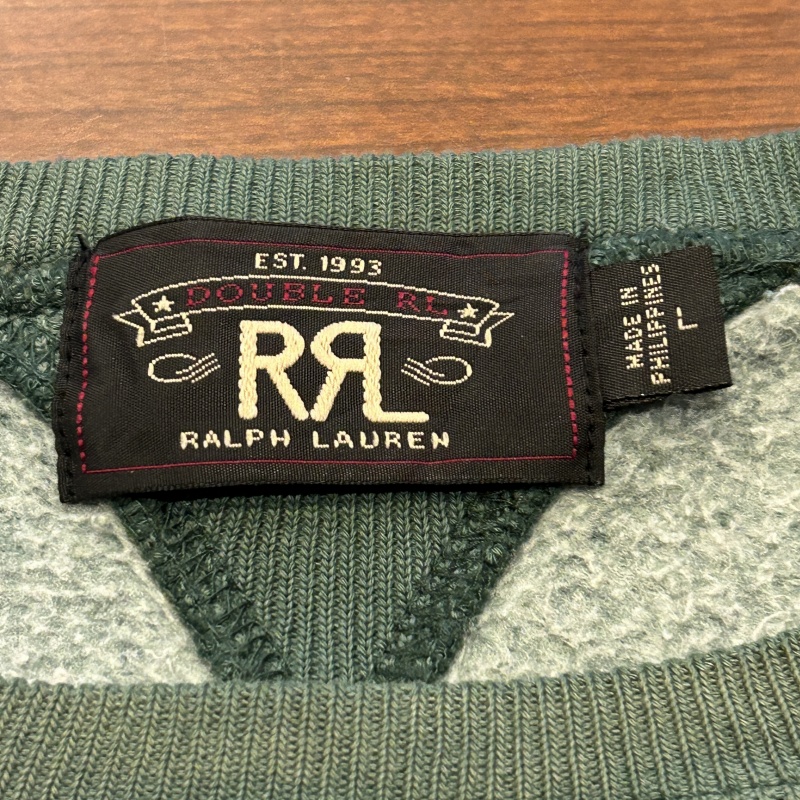 EST. 1993
DOUBLE RL
RRL
RALPH LAUREN
MADE IN
PHILIPPINES
L